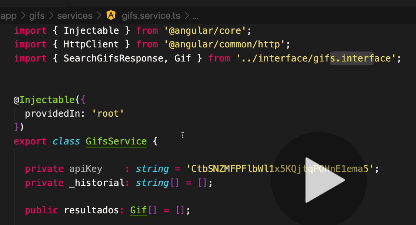 app > gifs > services > gifs.service.ts > ...
import { Injectable } from '@angular/core';
import { HttpClient } from '@angular/common/http';
import { SearchGifsResponse, Gif } from '../interface/gifs.interface';
@Injectable({
providedIn: 'root'
})
export class GifsService {
private apiKey : string =
private _historial : string[] = [];
public resultados: Gif[] = [];